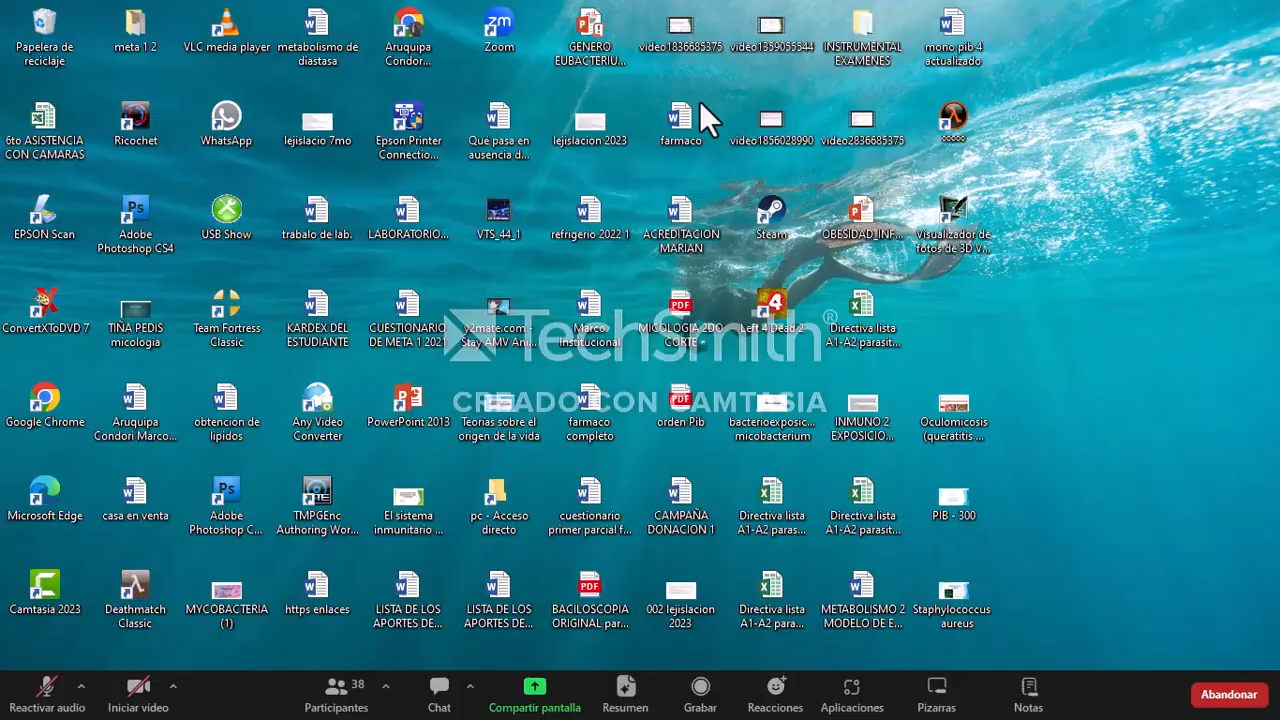 Papelera de
reciclaje
meta 1 2
VLC media player
metabolismo de
diastasa
Aruquipa
Condor...
Zoom
GENERO
EUBACTERIU...
video1836685375
video1359055544
INSTRUMENTAL
EXAMENES
mono pib 4
actualizado
6to ASISTENCIA
CON CAMARAS
Ricochet
WhatsApp
lejislacio 7mo
Epson Printer
Connectio...
Qué pasa en
ausencia d...
lejislacion 2023
farmaco
video1856028990
video2836685375
EPSON Scan
Adobe
Photoshop CS4
USB Show
trabalo de lab.
LABORATORIO...
VTS_44_1
refrigerio 2022 1
ACREDITACION
MARIAN
Steam
OBESIDAD_INF...
Visualizador de
fotos de 3D V...
ConvertXToDVD 7
TIÑA PEDIS
micologia
Team Fortress
Classic
KARDEX DEL
ESTUDIANTE
CUESTIONARIO
DE META 1 2021
y2mate.com -
Stay AMV Ani...
Marco
Institucional
MICOLOGIA 2DO
CORTE
Left 4 Dead 2
Directiva lista
A1-A2 parasit...
TechSmith®
CREADO CON CAMTASIA
Google Chrome
Aruquipa
Condori Marco...
obtencion de
lipidos
Any Video
Converter
PowerPoint 2013
Teorias sobre el
origen de la vida
farmaco
completo
orden Pib
bacterioexposic...
micobacterium
INMUNO 2
EXPOSICIO...
Oculomicosis
(queratitis ...
Microsoft Edge
casa en venta
Adobe
Photoshop C...
TMPGEnc
Authoring Wor...
El sistema
inmunitario ...
pc - Acceso
directo
cuestionario
primer parcial f...
CAMPAÑA
DONACION 1
Directiva lista
A1-A2 paras...
Directiva lista
A1-A2 parasit...
PIB - 300
Camtasia 2023
Deathmatch
Classic
MYCOBACTERIA
(1)
https enlaces
LISTA DE LOS
APORTES DE...
LISTA DE LOS
APORTES DE...
BACILOSCOPIA
ORIGINAL par...
002 lejislacion
2023
Directiva lista
A1-A2 para...
METABOLISMO 2
MODELO DE E...
Staphylococcus
aureus
Reactivar audio
Iniciar vídeo
38
Participantes
Chat
Compartir pantalla
Resumen
Grabar
Reacciones
Aplicaciones
Pizarras
Notas
Abandonar